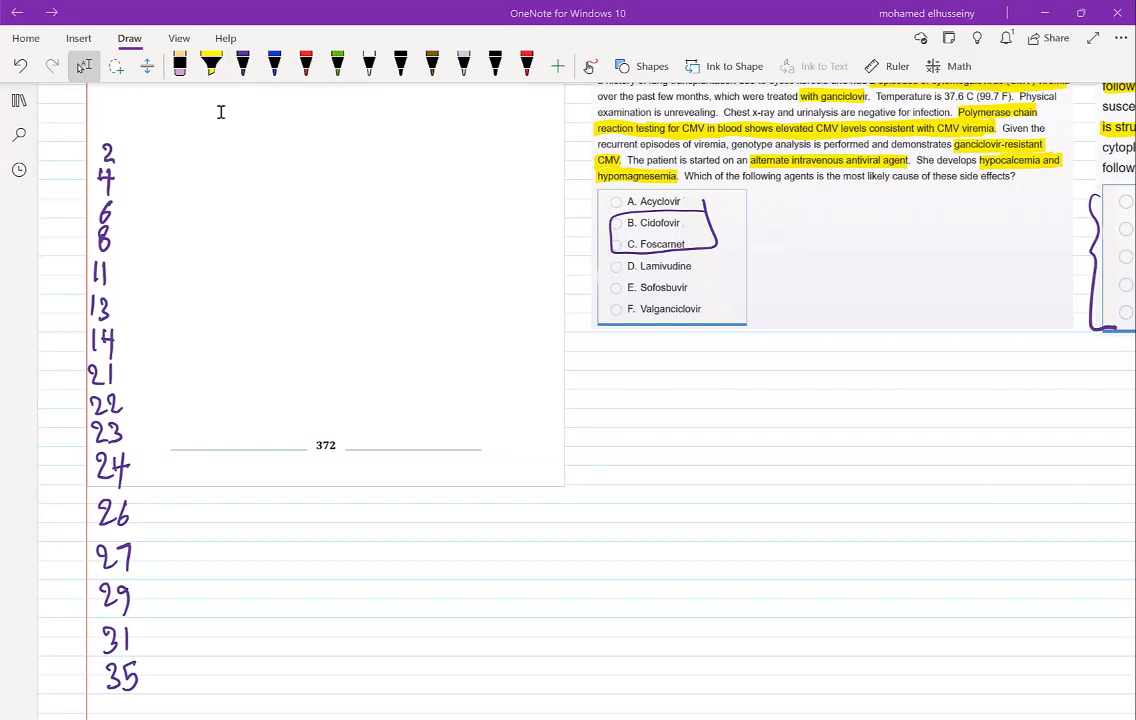 OneNote for Windows 10
mohamed elhusseiny
Home Insert Draw View Help
Share
Shapes
Ink to Shape
Ink to Text
Ruler
Math
over the past few months, which were treated with ganciclovir. Temperature is 37.6 C (99.7 F). Physical
examination is unrevealing. Chest x-ray and urinalysis are negative for infection. Polymerase chain
reaction testing for CMV in blood shows elevated CMV levels consistent with CMV viremia. Given the
recurrent episodes of viremia, genotype analysis is performed and demonstrates ganciclovir-resistant
CMV. The patient is started on an alternate intravenous antiviral agent. She develops hypocalcemia and
hypomagnesemia. Which of the following agents is the most likely cause of these side effects?
A. Acyclovir
B. Cidofovir
C. Foscarnet
D. Lamivudine
E. Sofosbuvir
F. Valganciclovir
follow
susce
is stru
cytopl
follow
2
4
6
8
11
13
14
21
22
23
24
26
27
29
31
35
372